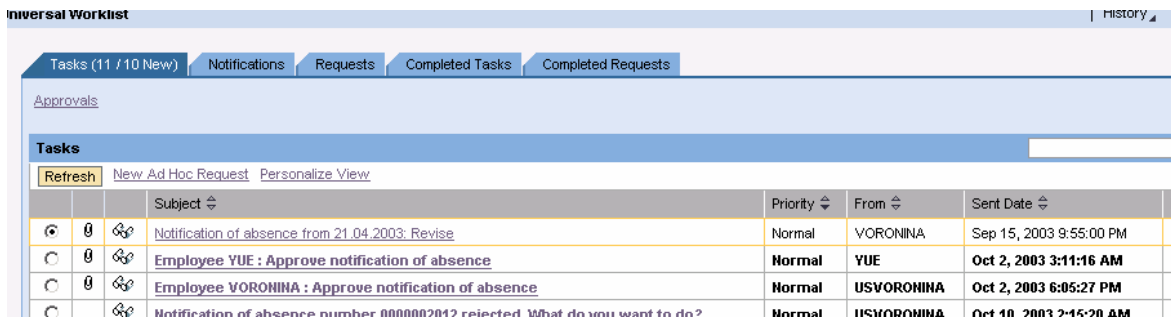 Universal Worklist | History
Tasks (11 / 10 New) Notifications Requests Completed Tasks Completed Requests
Approvals
Tasks
Refresh New Ad Hoc Request Personalize View
Subject Priority From Sent Date
Notification of absence from 21.04.2003: Revise Normal VORONINA Sep 15, 2003 9:55:00 PM
Employee YUE : Approve notification of absence Normal YUE Oct 2, 2003 3:11:16 AM
Employee VORONINA : Approve notification of absence Normal USVORONINA Oct 2, 2003 6:05:27 PM
Notification of absence number 0000002012 rejected. What do you want to do? Normal USVORONINA Oct 10, 2003 2:15:20 AM